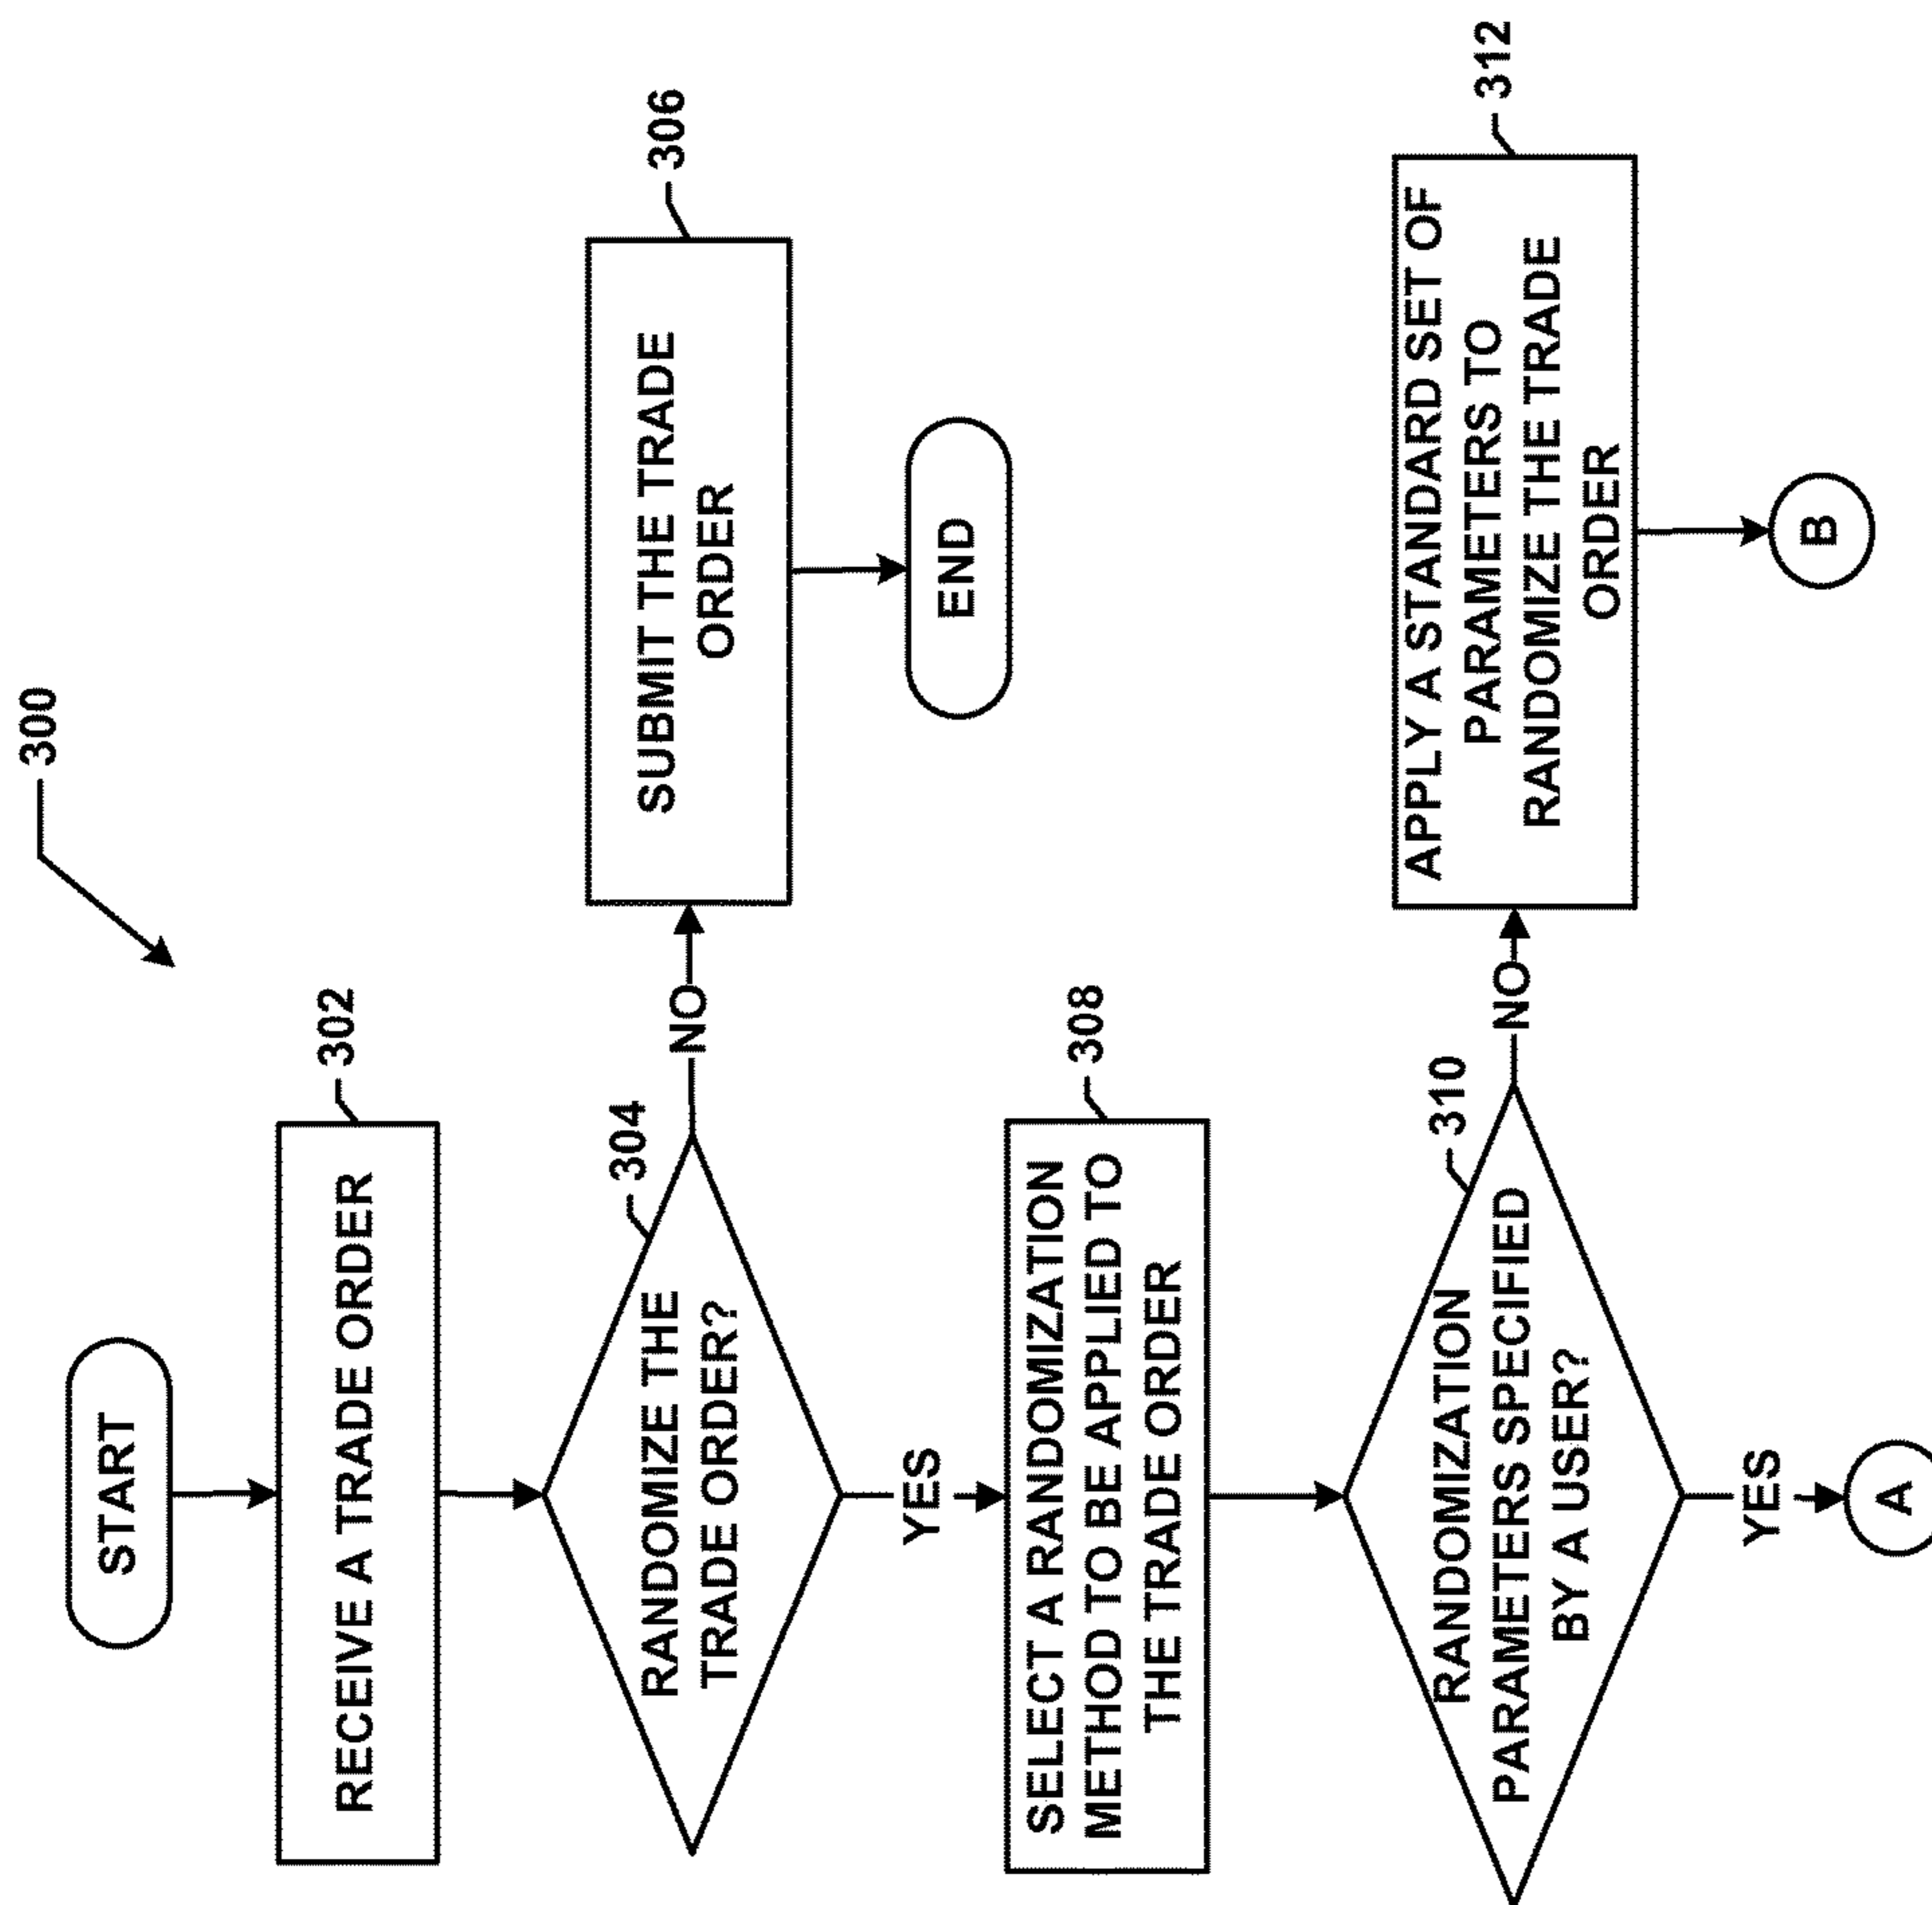 300
START
302
RECEIVE A TRADE ORDER
304
RANDOMIZE THE
TRADE ORDER?
NO
306
SUBMIT THE TRADE
ORDER
END
YES
308
SELECT A RANDOMIZATION
METHOD TO BE APPLIED TO
THE TRADE ORDER
310
RANDOMIZATION
PARAMETERS SPECIFIED
BY A USER?
NO
312
APPLY A STANDARD SET OF
PARAMETERS TO
RANDOMIZE THE TRADE
ORDER
B
YES
A